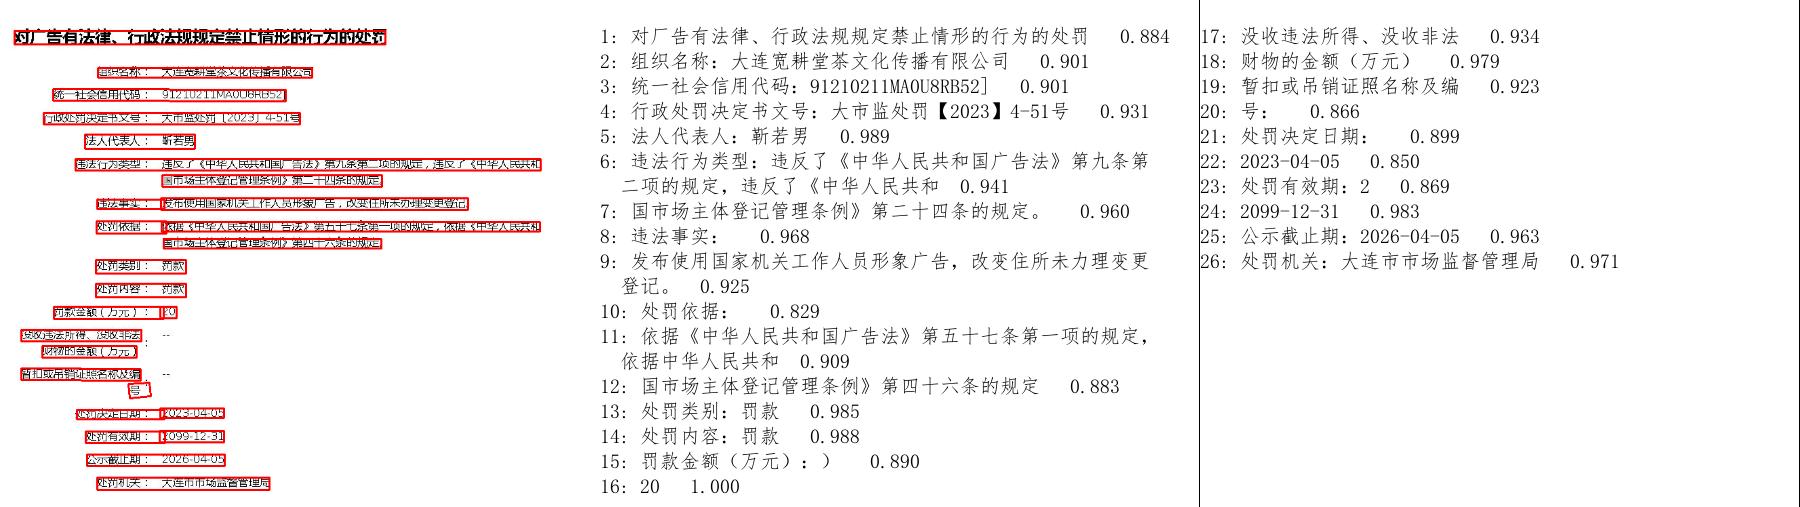 对广告有法律、行政法规规定禁止情形的行为的处罚
组织名称： 大连宽耕堂茶文化传播有限公司
统一社会信用代码： 91210211MA0U8RB52J
行政处罚决定书文号： 大市监处罚〔2023〕4-51号
法人代表人： 靳若男
违法行为类型： 违反了《中华人民共和国广告法》第九条第二项的规定，违反了《中华人民共和
国市场主体登记管理条例》第二十四条的规定。
违法事实： 发布使用国家机关工作人员形象广告，改变住所未办理变更登记。
处罚依据： 依据《中华人民共和国广告法》第五十七条第一项的规定，依据《中华人民共和
国市场主体登记管理条例》第四十六条的规定
处罚类别： 罚款
处罚内容： 罚款
罚款金额（万元）： 20
没收违法所得、没收非法
财物的金额（万元）： --
暂扣或吊销证照名称及编
号： --
处罚决定日期： 2023-04-05
处罚有效期： 2099-12-31
公示截止期： 2026-04-05
处罚机关： 大连市市场监督管理局
1: 对广告有法律、行政法规规定禁止情形的行为的处罚 0.884
2: 组织名称：大连宽耕堂茶文化传播有限公司 0.901
3: 统一社会信用代码：91210211MA0U8RB52] 0.901
4: 行政处罚决定书文号：大市监处罚【2023】4-51号 0.931
5: 法人代表人：靳若男 0.989
6: 违法行为类型：违反了《中华人民共和国广告法》第九条第
二项的规定，违反了《中华人民共和 0.941
7: 国市场主体登记管理条例》第二十四条的规定。 0.960
8: 违法事实： 0.968
9: 发布使用国家机关工作人员形象广告，改变住所未力理变更
登记。 0.925
10: 处罚依据： 0.829
11: 依据《中华人民共和国广告法》第五十七条第一项的规定，
依据中华人民共和 0.909
12: 国市场主体登记管理条例》第四十六条的规定 0.883
13: 处罚类别：罚款 0.985
14: 处罚内容：罚款 0.988
15: 罚款金额（万元）：） 0.890
16: 20 1.000
17: 没收违法所得、没收非法 0.934
18: 财物的金额（万元） 0.979
19: 暂扣或吊销证照名称及编 0.923
20: 号： 0.866
21: 处罚决定日期： 0.899
22: 2023-04-05 0.850
23: 处罚有效期：2 0.869
24: 2099-12-31 0.983
25: 公示截止期：2026-04-05 0.963
26: 处罚机关：大连市市场监督管理局 0.971